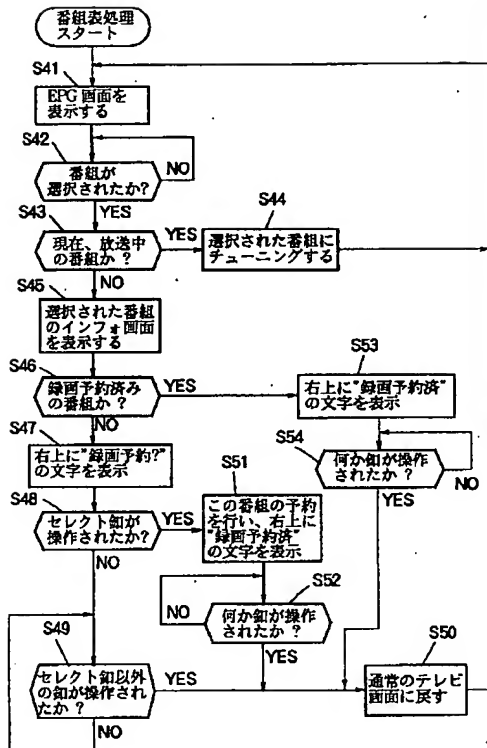 番組表処理
スタート
S41
EPG画面を
表示する
S42
番組が
選択されたか?
NO
YES
S43
現在、放送中
の番組か?
YES
NO
S44
選択された番組に
チューニングする
S45
選択された番組
のインフォ画面
を表示する
S46
録画予約済み
の番組か?
YES
NO
S53
右上に"録画予約済"
の文字を表示
S54
何か釦が操作
されたか?
NO
YES
S47
右上に"録画予約?"
の文字を表示
S48
セレクト釦が
操作されたか?
YES
NO
S51
この番組の予約
を行い、右上に
"録画予約済"
の文字を表示
S52
何か釦が操作
されたか?
NO
YES
S49
セレクト釦以外
の釦が操作され
たか?
YES
NO
S50
通常のテレビ
画面に戻す